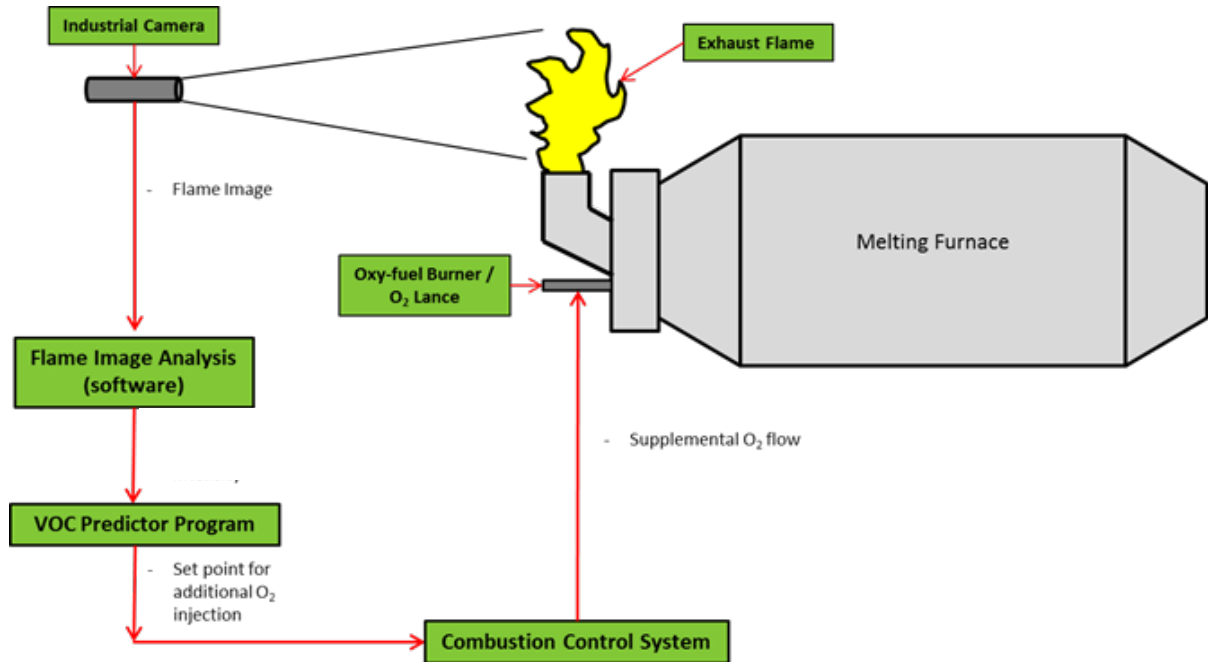 Industrial Camera
Exhaust Flame
- Flame Image
Melting Furnace
Oxy-fuel Burner /
O₂ Lance
Flame Image Analysis
(software)
- Supplemental O₂ flow
VOC Predictor Program
- Set point for
additional O₂
injection
Combustion Control System